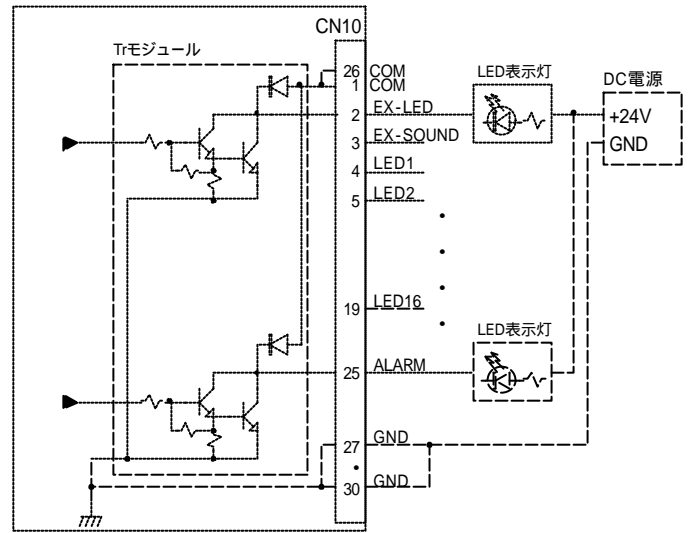 CN10
Trモジュール
26 COM
1 COM
2 EX-LED
3 EX-SOUND
4 LED1
5 LED2
19 LED16
25 ALARM
27 GND
30 GND
LED表示灯
DC電源
+24V
GND
LED表示灯